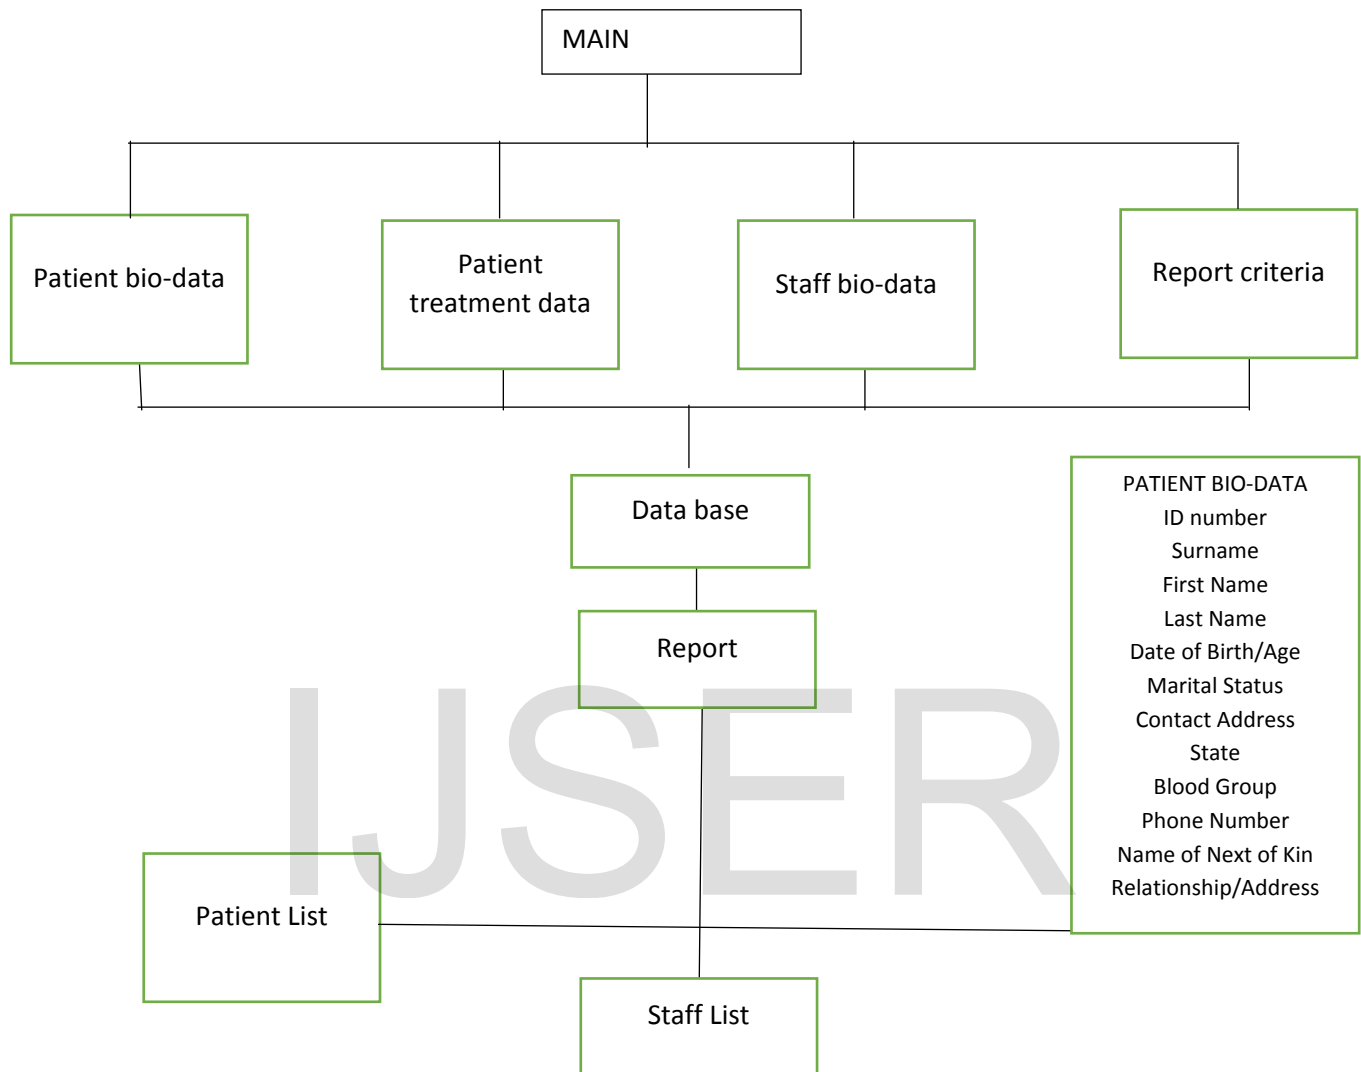 MAIN
Patient bio-data
Patient
treatment data
Staff bio-data
Report criteria
Data base
Report
PATIENT BIO-DATA
ID number
Surname
First Name
Last Name
Date of Birth/Age
Marital Status
Contact Address
State
Blood Group
Phone Number
Name of Next of Kin
Relationship/Address
IJSER
Patient List
Staff List